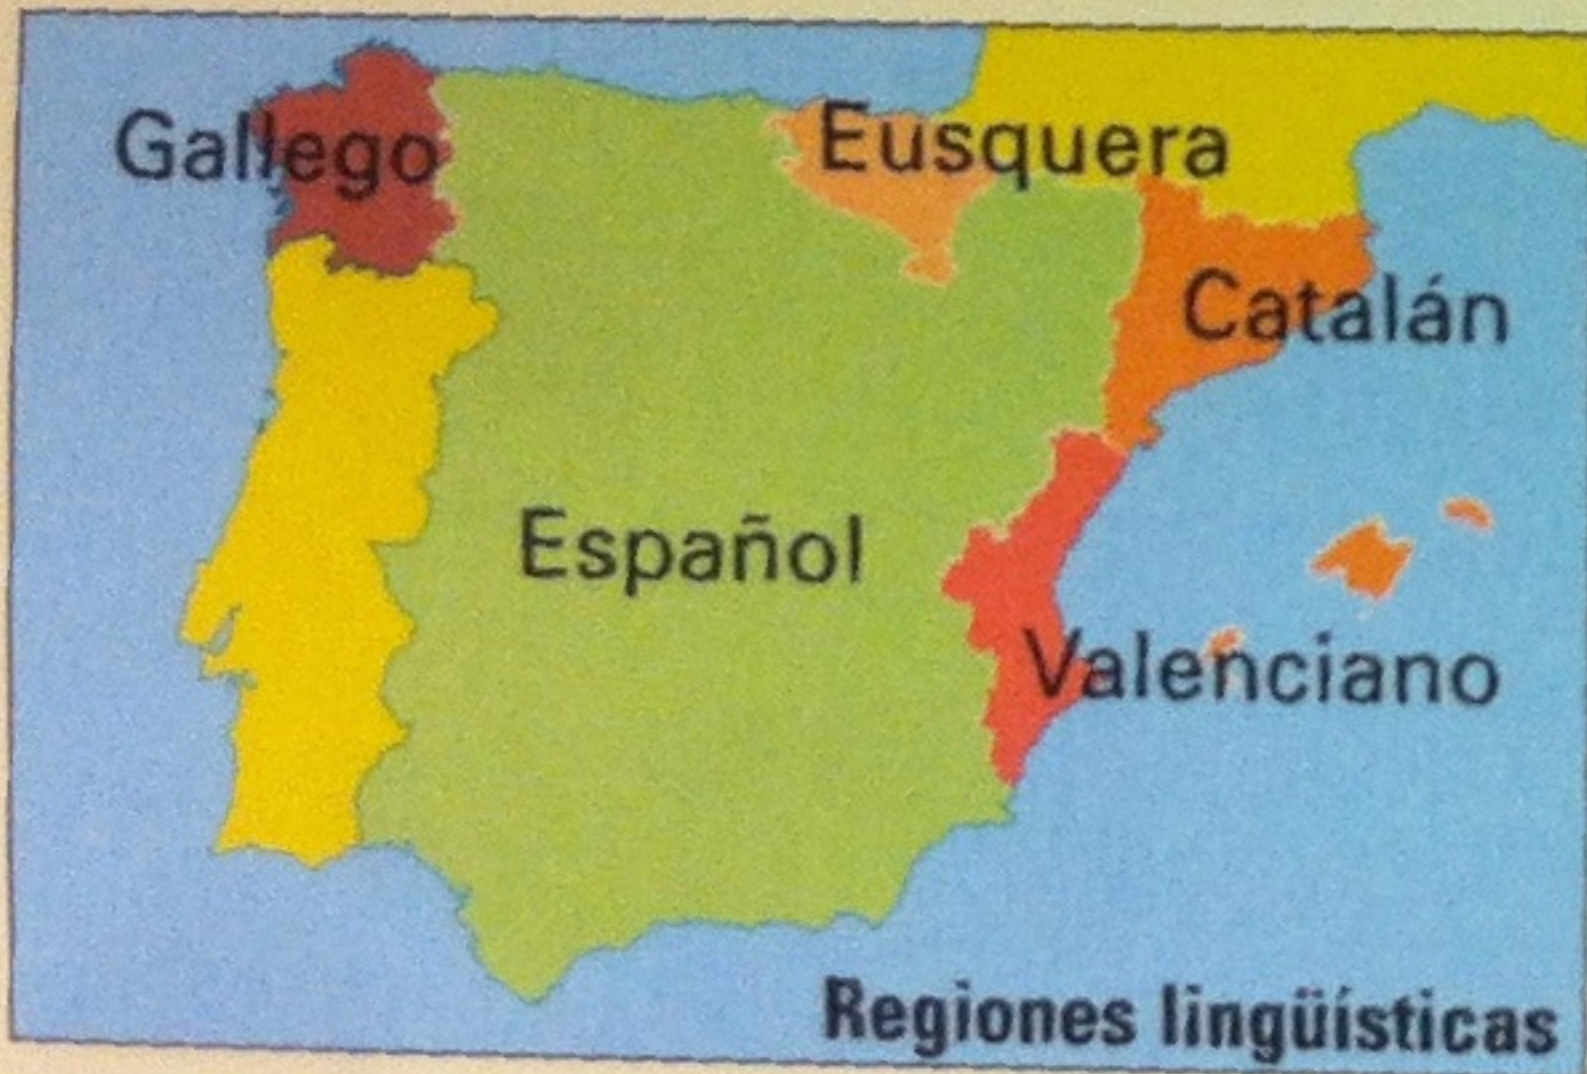 Gallego
Eusquera
Catalán
Español
Valenciano
Regiones lingüísticas